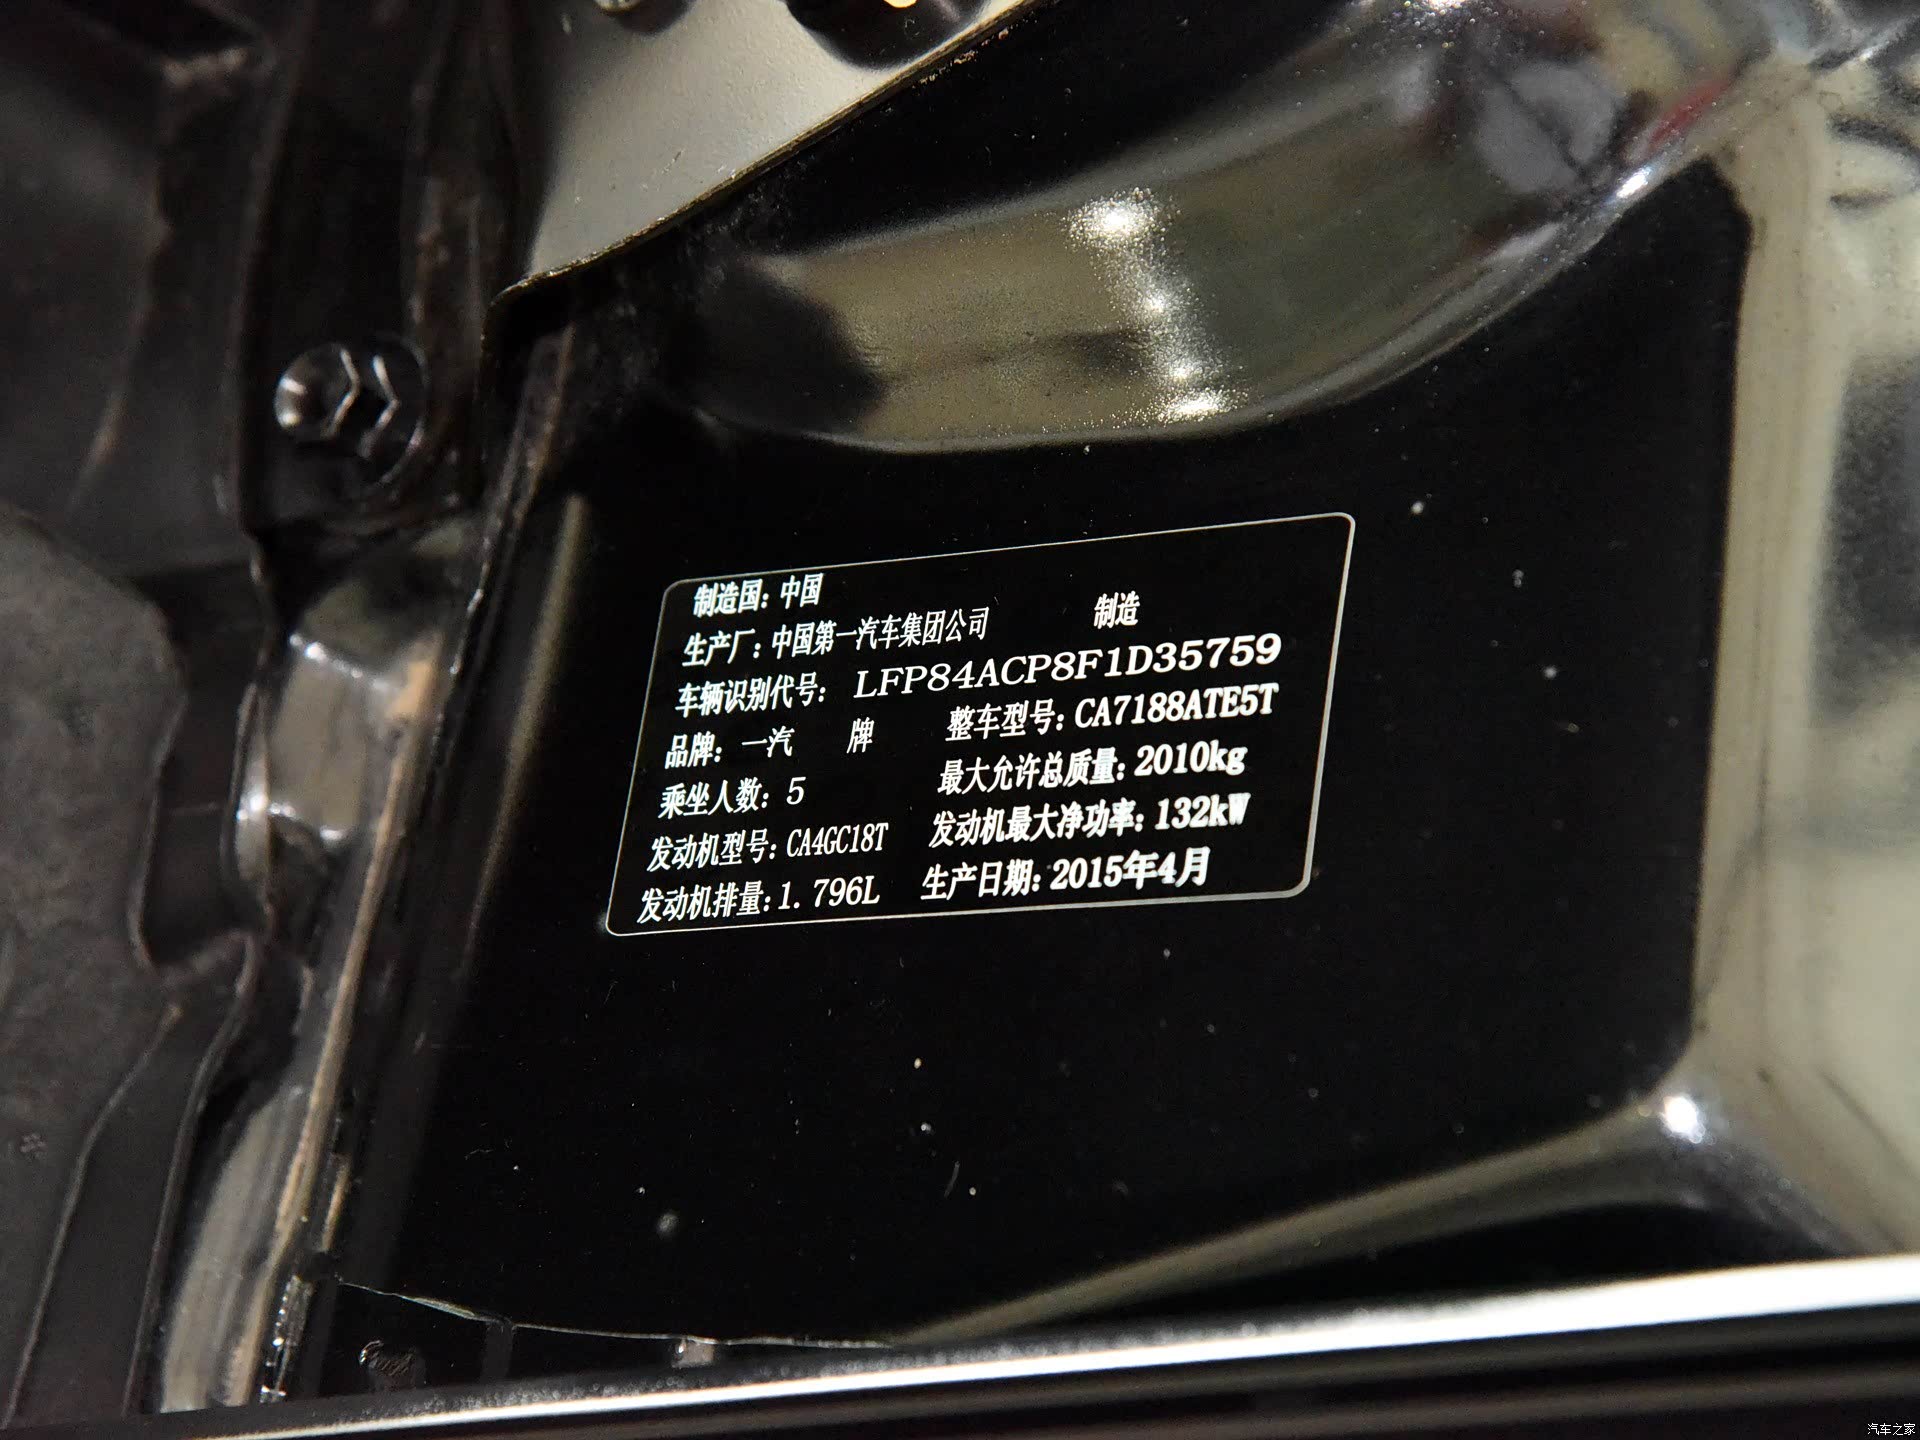 制造国: 中国
生产厂: 中国第一汽车集团公司 制造
车辆识别代号: LFP84ACP8F1D35759
品牌: 一汽 牌 整车型号: CA7188ATE5T
乘坐人数: 5 最大允许总质量: 2010kg
发动机型号: CA4GC18T 发动机最大净功率: 132kW
发动机排量: 1.796L 生产日期: 2015年4月
汽车之家